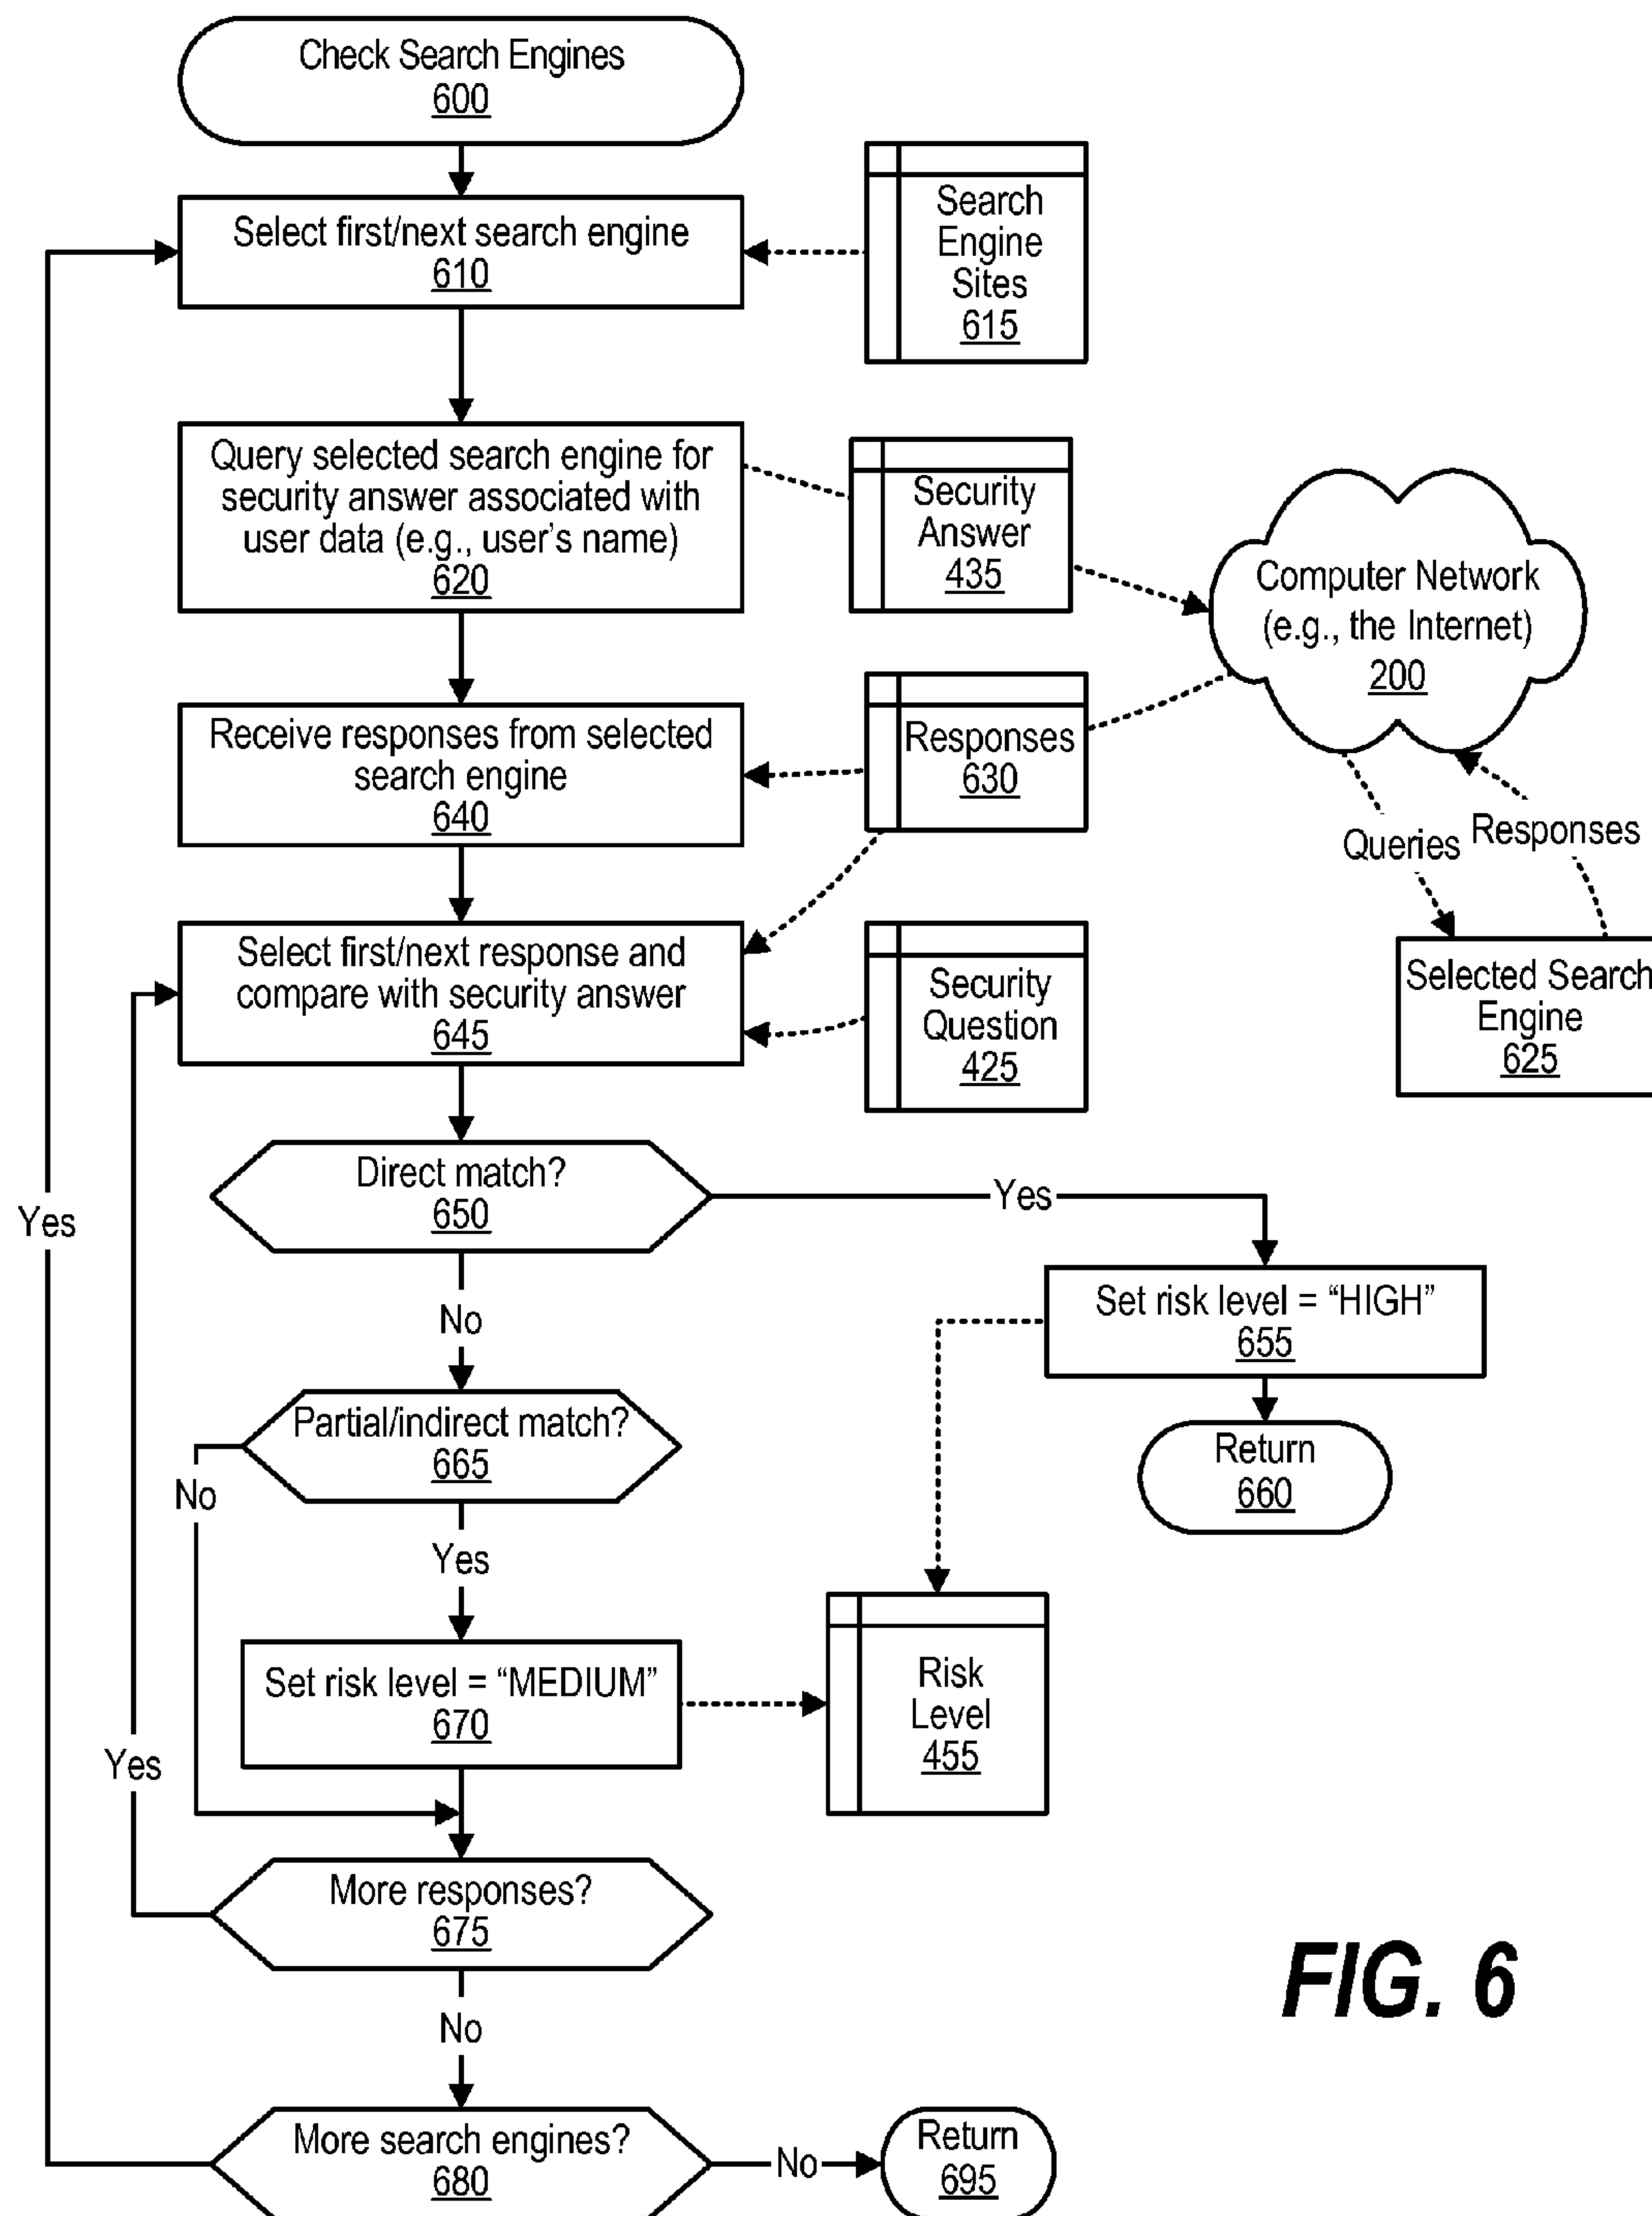 Check Search Engines
600
Select first/next search engine
610
Search
Engine
Sites
615
Query selected search engine for
security answer associated with
user data (e.g., user's name)
620
Security
Answer
435
Computer Network
(e.g., the Internet)
200
Receive responses from selected
search engine
640
Responses
630
Queries
Responses
Select first/next response and
compare with security answer
645
Security
Question
425
Selected Search
Engine
625
Direct match?
650
Yes
Yes
No
Set risk level = “HIGH”
655
Partial/indirect match?
665
Return
660
No
Yes
Set risk level = “MEDIUM”
670
Risk
Level
455
Yes
More responses?
675
FIG. 6
No
More search engines?
680
No
Return
695